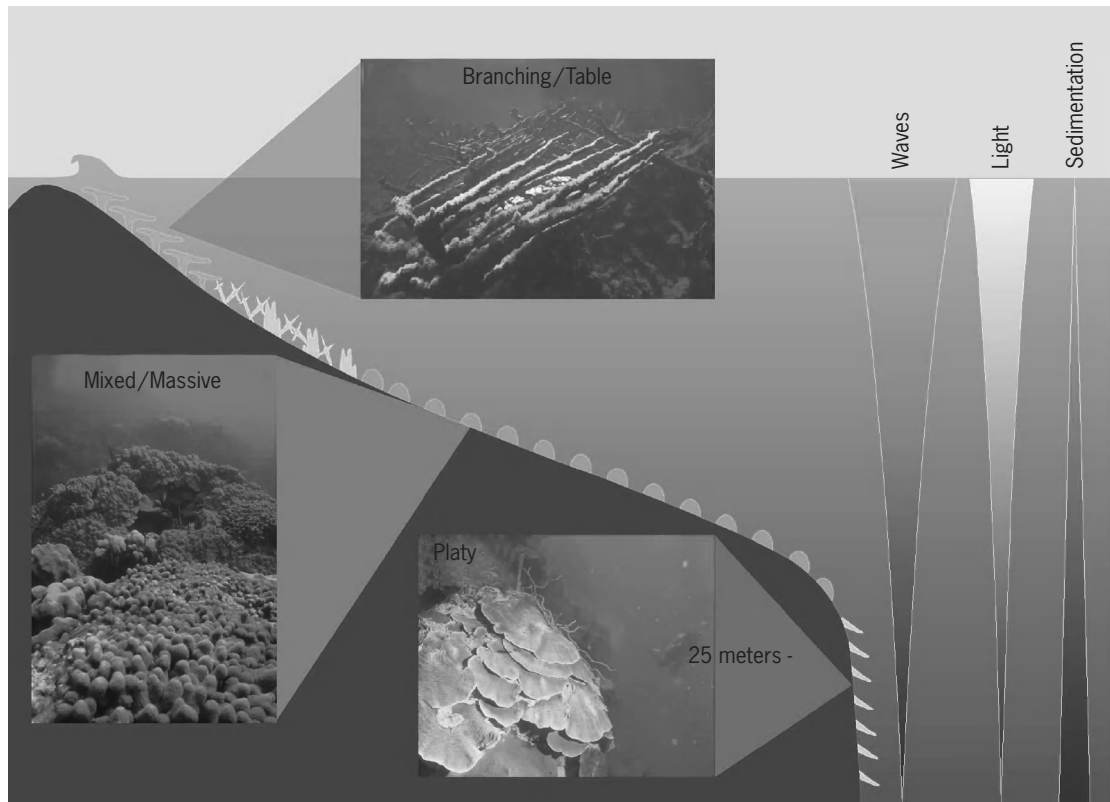 Branching/Table
Waves
Light
Sedimentation
Mixed/Massive
Platy
25 meters -